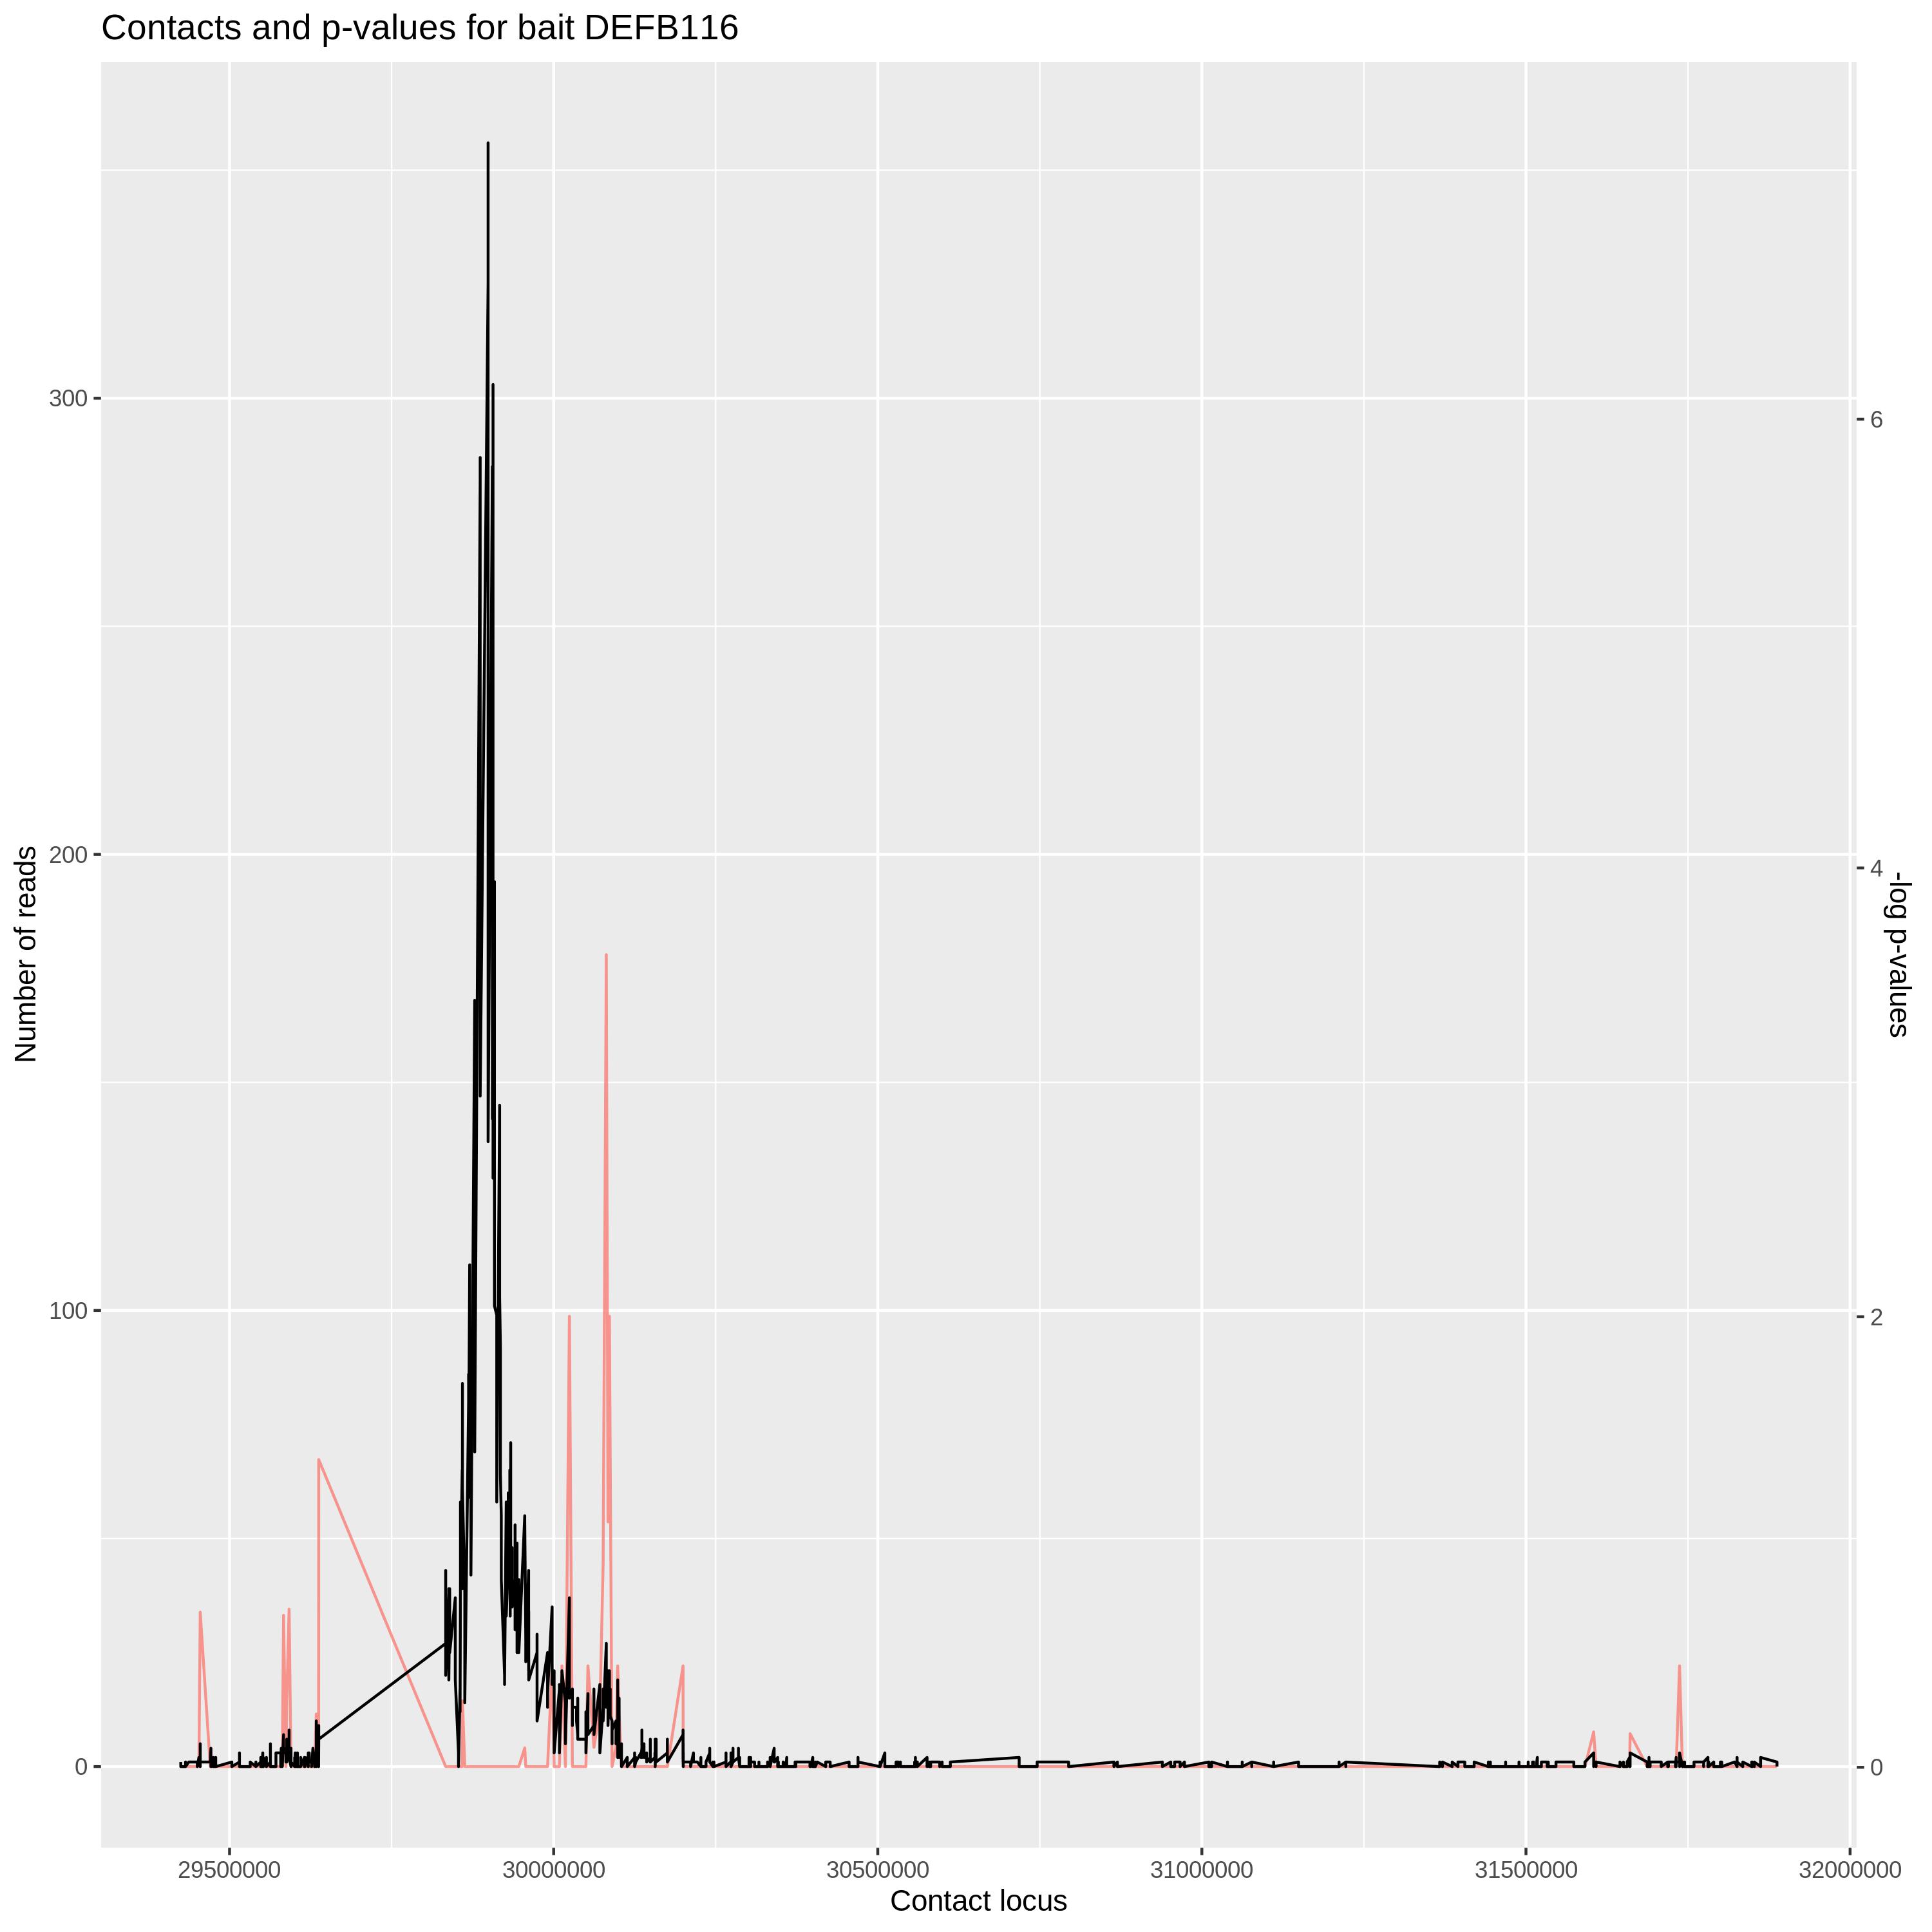 Contacts and p-values for bait DEFB116
Number of reads
300
200
100
0
6
4
2
0
-log p-values
29500000 30000000 30500000 31000000 31500000 32000000
Contact locus